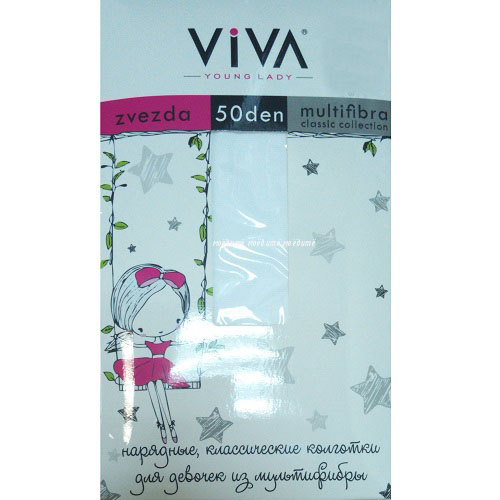 ViVA®
YOUNG LADY
zvezda
50den
multifibra
classic collection
нарядные, классические колготки
для девочек из мультифибры